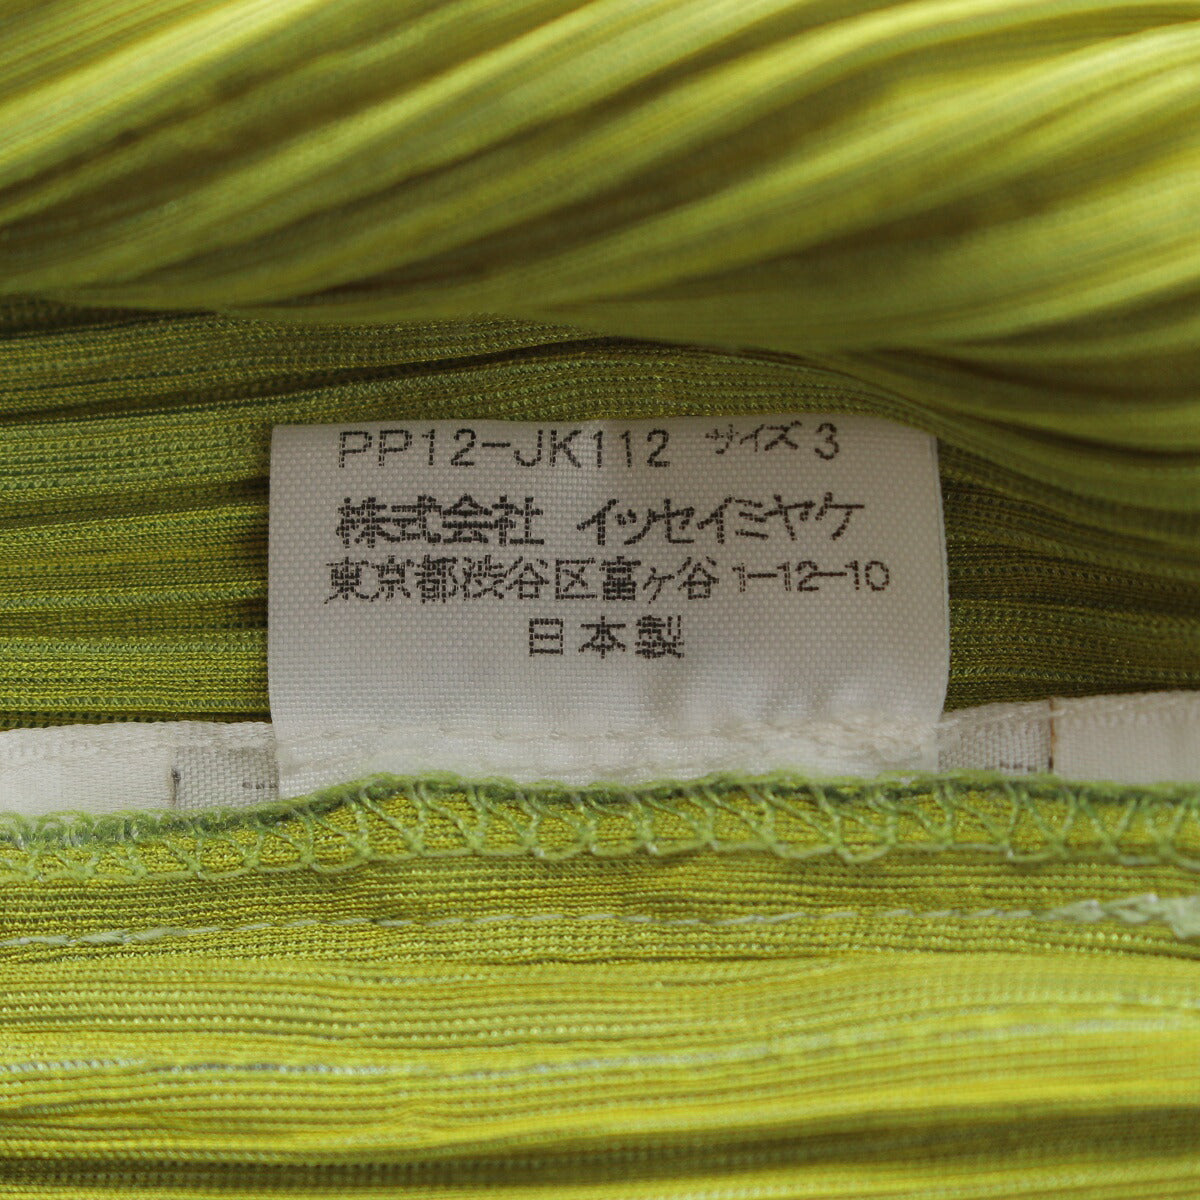 PP12-JK112 サイズ 3
株式会社 イッセイミヤケ
東京都渋谷区富ヶ谷1-12-10
日本製